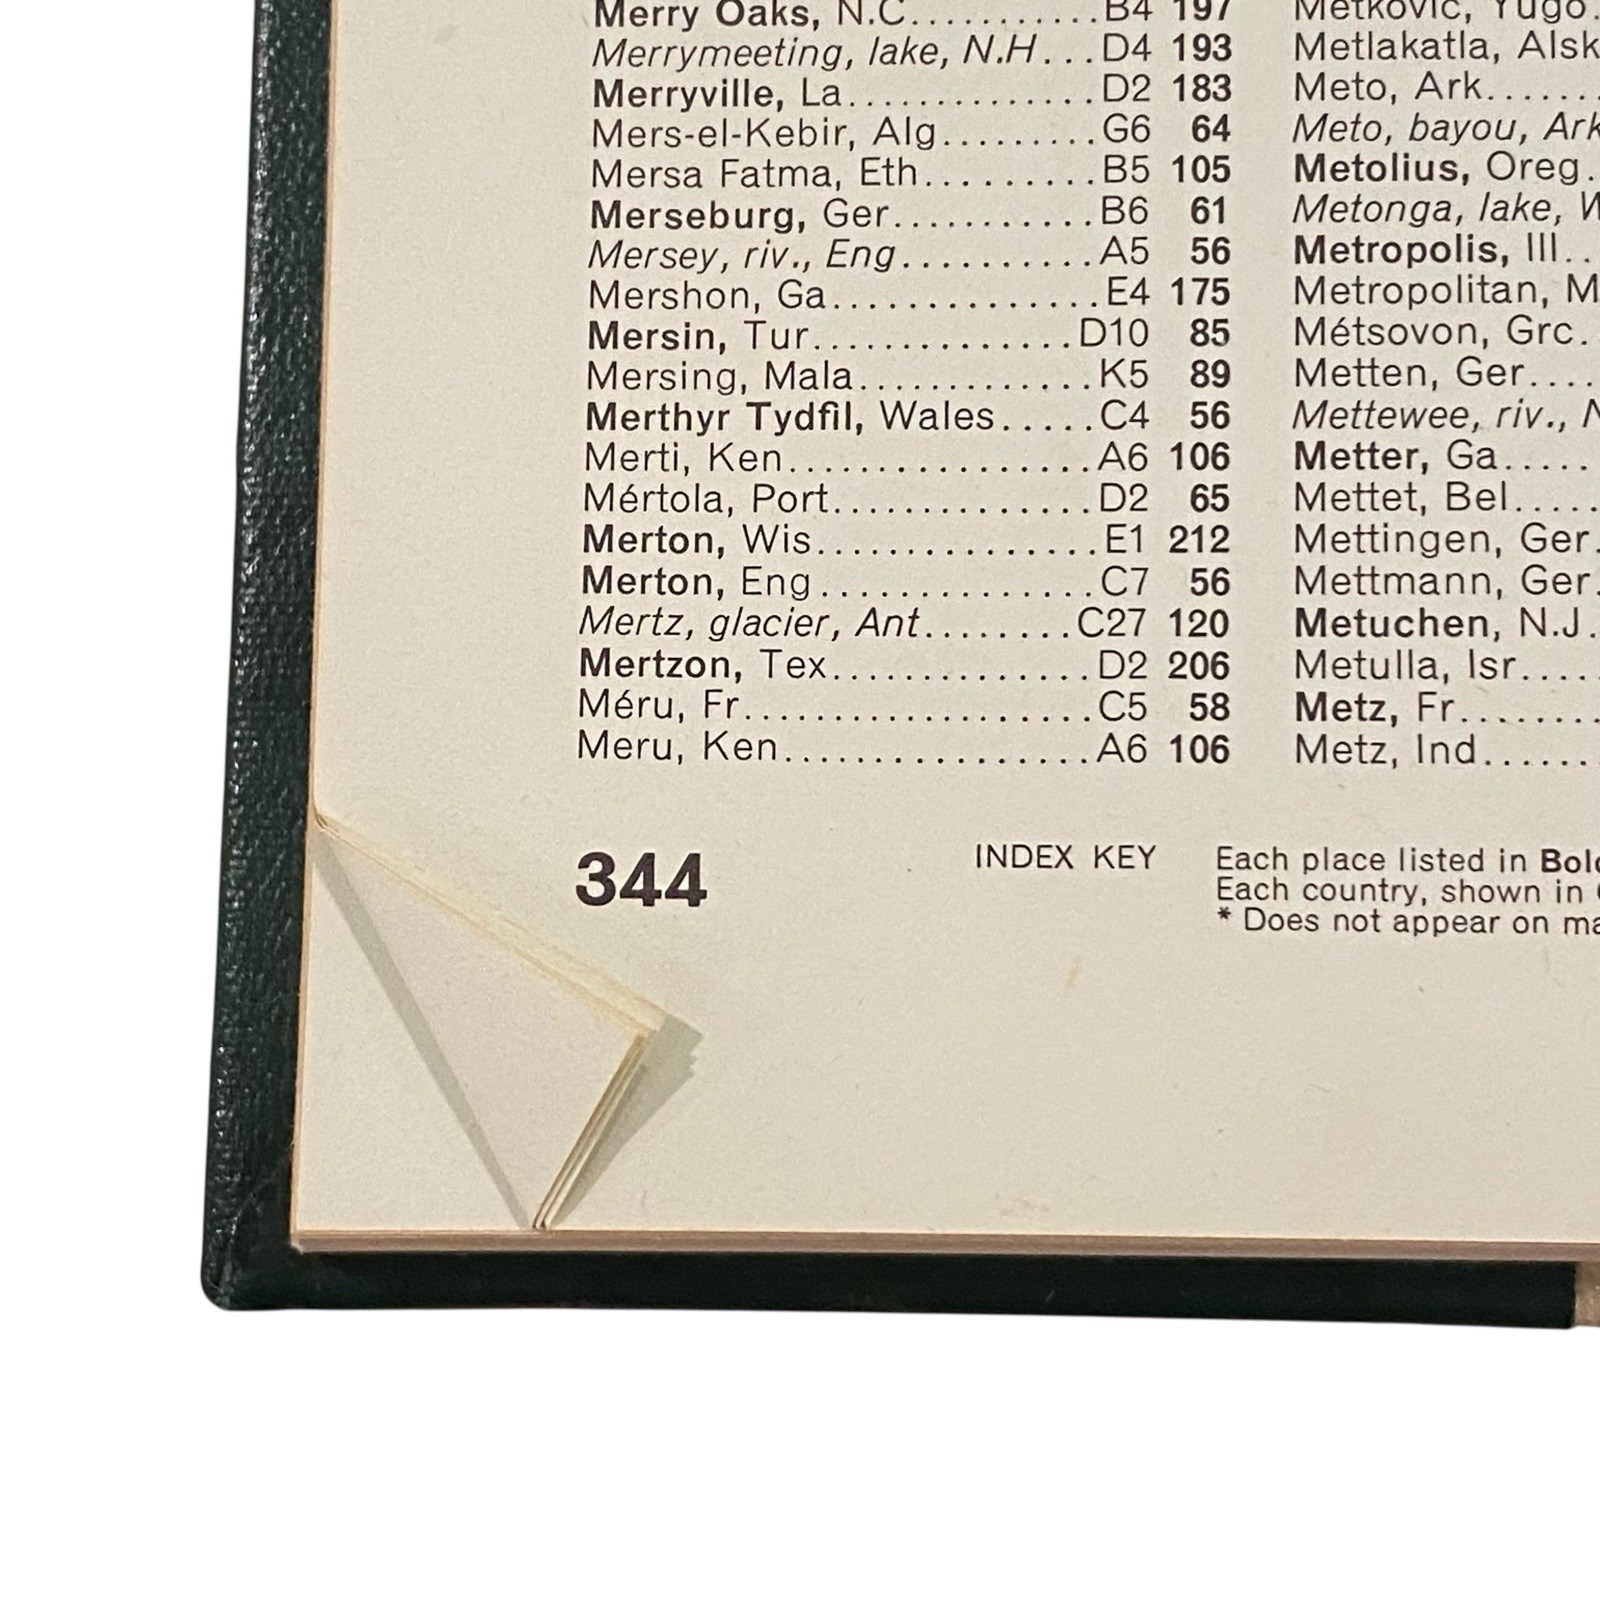 Merry Oaks, N.C...........B4 197
Merrymeeting, lake, N.H...D4 193
Merryville, La..............D2 183
Mers-el-Kebir, Alg.........G6 64
Mersa Fatma, Eth..........B5 105
Merseburg, Ger...........B6 61
Mersey, riv., Eng..........A5 56
Mershon, Ga...............E4 175
Mersin, Tur...............D10 85
Mersing, Mala.............K5 89
Merthyr Tydfil, Wales.....C4 56
Merti, Ken.................A6 106
Mértola, Port..............D2 65
Merton, Wis................E1 212
Merton, Eng...............C7 56
Mertz, glacier, Ant........C27 120
Mertzon, Tex..............D2 206
Méru, Fr....................C5 58
Meru, Ken.................A6 106
Metkovic, Yugo.
Metlakatla, Alsk
Meto, Ark.......
Meto, bayou, Ark
Metolius, Oreg.
Metonga, lake, W
Metropolis, Ill..
Metropolitan, M
Métsovon, Grc.
Metten, Ger....
Mettewee, riv., N
Metter, Ga.....
Mettet, Bel.....
Mettingen, Ger.
Mettmann, Ger.
Metuchen, N.J.
Metulla, Isr....
Metz, Fr........
Metz, Ind......
344
INDEX KEY
Each place listed in Bold
Each country, shown in
* Does not appear on ma